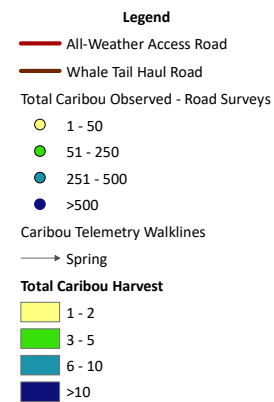 Legend
All-Weather Access Road
Whale Tail Haul Road
Total Caribou Observed - Road Surveys
1 - 50
51 - 250
251 - 500
>500
Caribou Telemetry Walklines
Spring
Total Caribou Harvest
1 - 2
3 - 5
6 - 10
>10